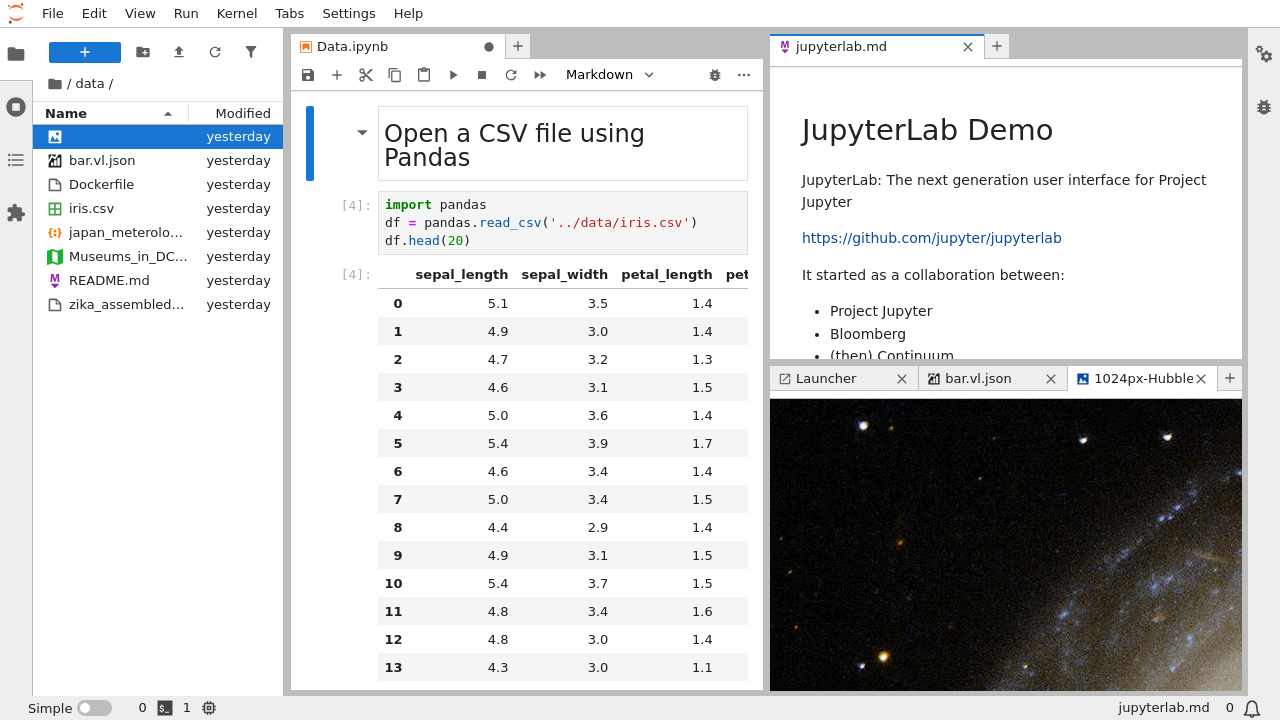 File Edit View Run Kernel Tabs Settings Help
/ data /
Name Modified
yesterday
bar.vl.json yesterday
Dockerfile yesterday
iris.csv yesterday
japan_meterolo… yesterday
Museums_in_DC… yesterday
README.md yesterday
zika_assembled… yesterday
Data.ipynb
Markdown
Open a CSV file using
Pandas
[4]:
import pandas
df = pandas.read_csv('../data/iris.csv')
df.head(20)
[4]:
sepal_length sepal_width petal_length pet
0 5.1 3.5 1.4
1 4.9 3.0 1.4
2 4.7 3.2 1.3
3 4.6 3.1 1.5
4 5.0 3.6 1.4
5 5.4 3.9 1.7
6 4.6 3.4 1.4
7 5.0 3.4 1.5
8 4.4 2.9 1.4
9 4.9 3.1 1.5
10 5.4 3.7 1.5
11 4.8 3.4 1.6
12 4.8 3.0 1.4
13 4.3 3.0 1.1
jupyterlab.md
JupyterLab Demo
JupyterLab: The next generation user interface for Project
Jupyter
https://github.com/jupyter/jupyterlab
It started as a collaboration between:
• Project Jupyter
• Bloomberg
• (then) Continuum
Launcher bar.vl.json 1024px-Hubble
Simple 0 $_ 1 jupyterlab.md 0